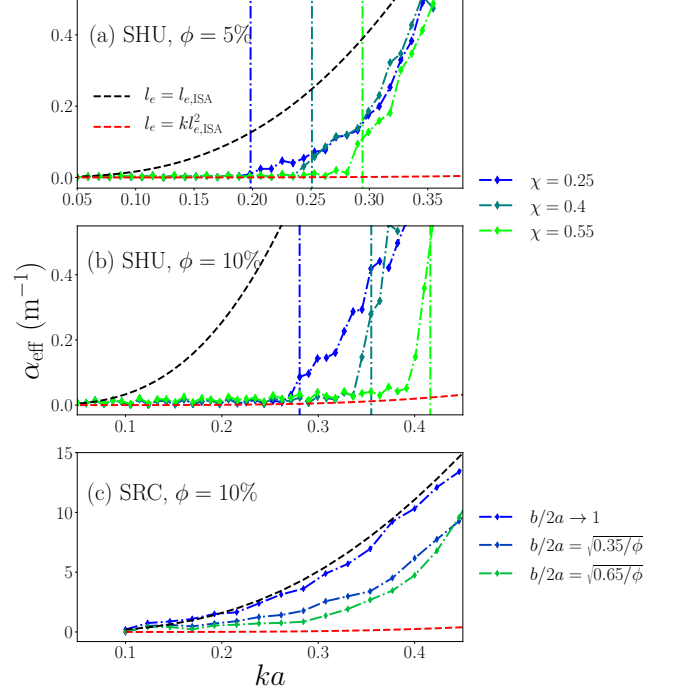 0.4
0.2
0.0
(a) SHU, ϕ = 5%
l_e = l_{e,ISA}
l_e = kl²_{e,ISA}
0.05 0.10 0.15 0.20 0.25 0.30 0.35
χ = 0.25
χ = 0.4
χ = 0.55
α_eff (m⁻¹)
0.4
0.2
0.0
(b) SHU, ϕ = 10%
0.1 0.2 0.3 0.4
15
10
5
0
(c) SRC, ϕ = 10%
0.1 0.2 0.3 0.4
ka
b/2a → 1
b/2a = √0.35/ϕ
b/2a = √0.65/ϕ